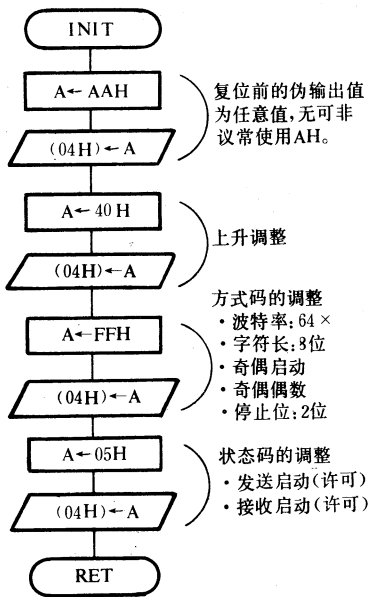 INIT
A←AAH
(04H)←A
复位前的伪输出值
为任意值,无可非
议常使用AH。
A←40H
(04H)←A
上升调整
A←FFH
(04H)←A
方式码的调整
·波特率:64×
·字符长:8位
·奇偶启动
·奇偶偶数
·停止位:2位
A←05H
(04H)←A
状态码的调整
·发送启动(许可)
·接收启动(许可)
RET